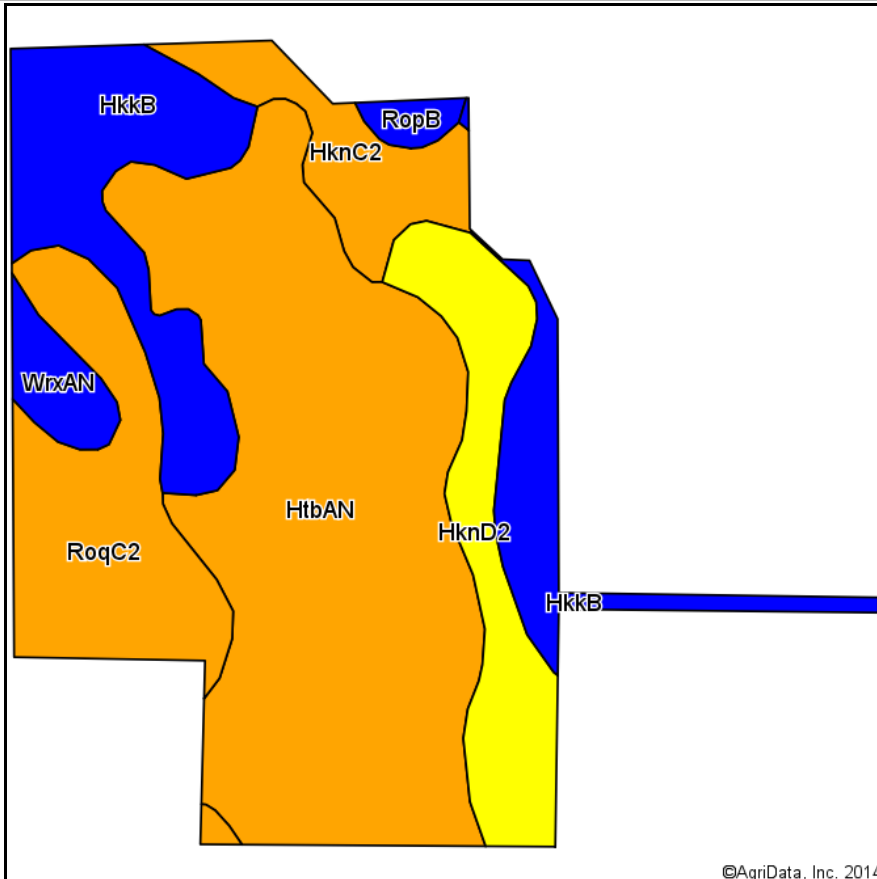 HkkB
RopB
HknC2
WrxAN
HtbAN
HknD2
RoqC2
HkkB
©AgriData, Inc. 2014